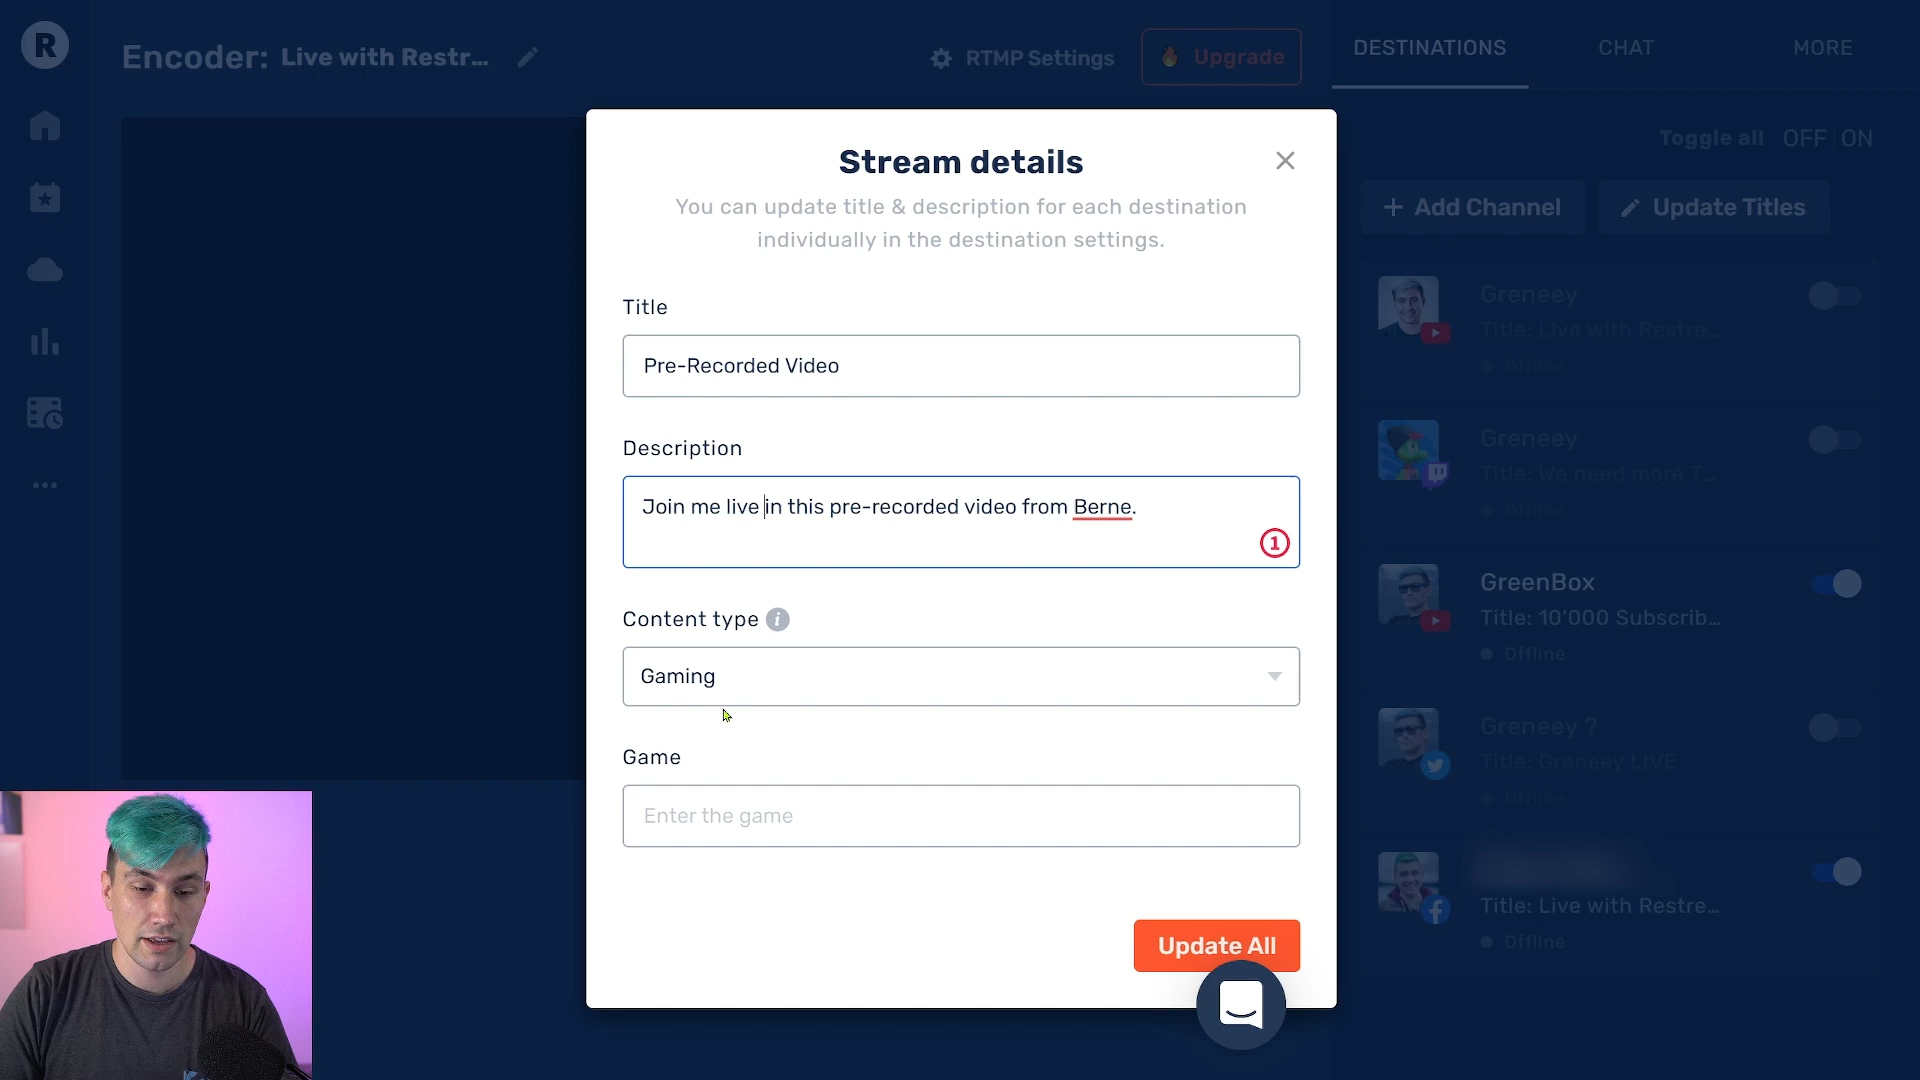 R
Encoder: Live with Restr...
RTMP Settings
Upgrade
DESTINATIONS
CHAT
MORE
Toggle all OFF ON
Add Channel
Update Titles
Stream details
You can update title & description for each destination
individually in the destination settings.
Title
Pre-Recorded Video
Description
Join me live in this pre-recorded video from Berne.
1
Content type i
Gaming
Game
Enter the game
Update All
Greneey
Title: Live with Restre...
Offline
Greneey
Title: We need more T...
Offline
GreenBox
Title: 10'000 Subscrib...
Offline
Greneey ?
Title: Greneey LIVE
Offline
Title: Live with Restre...
Offline